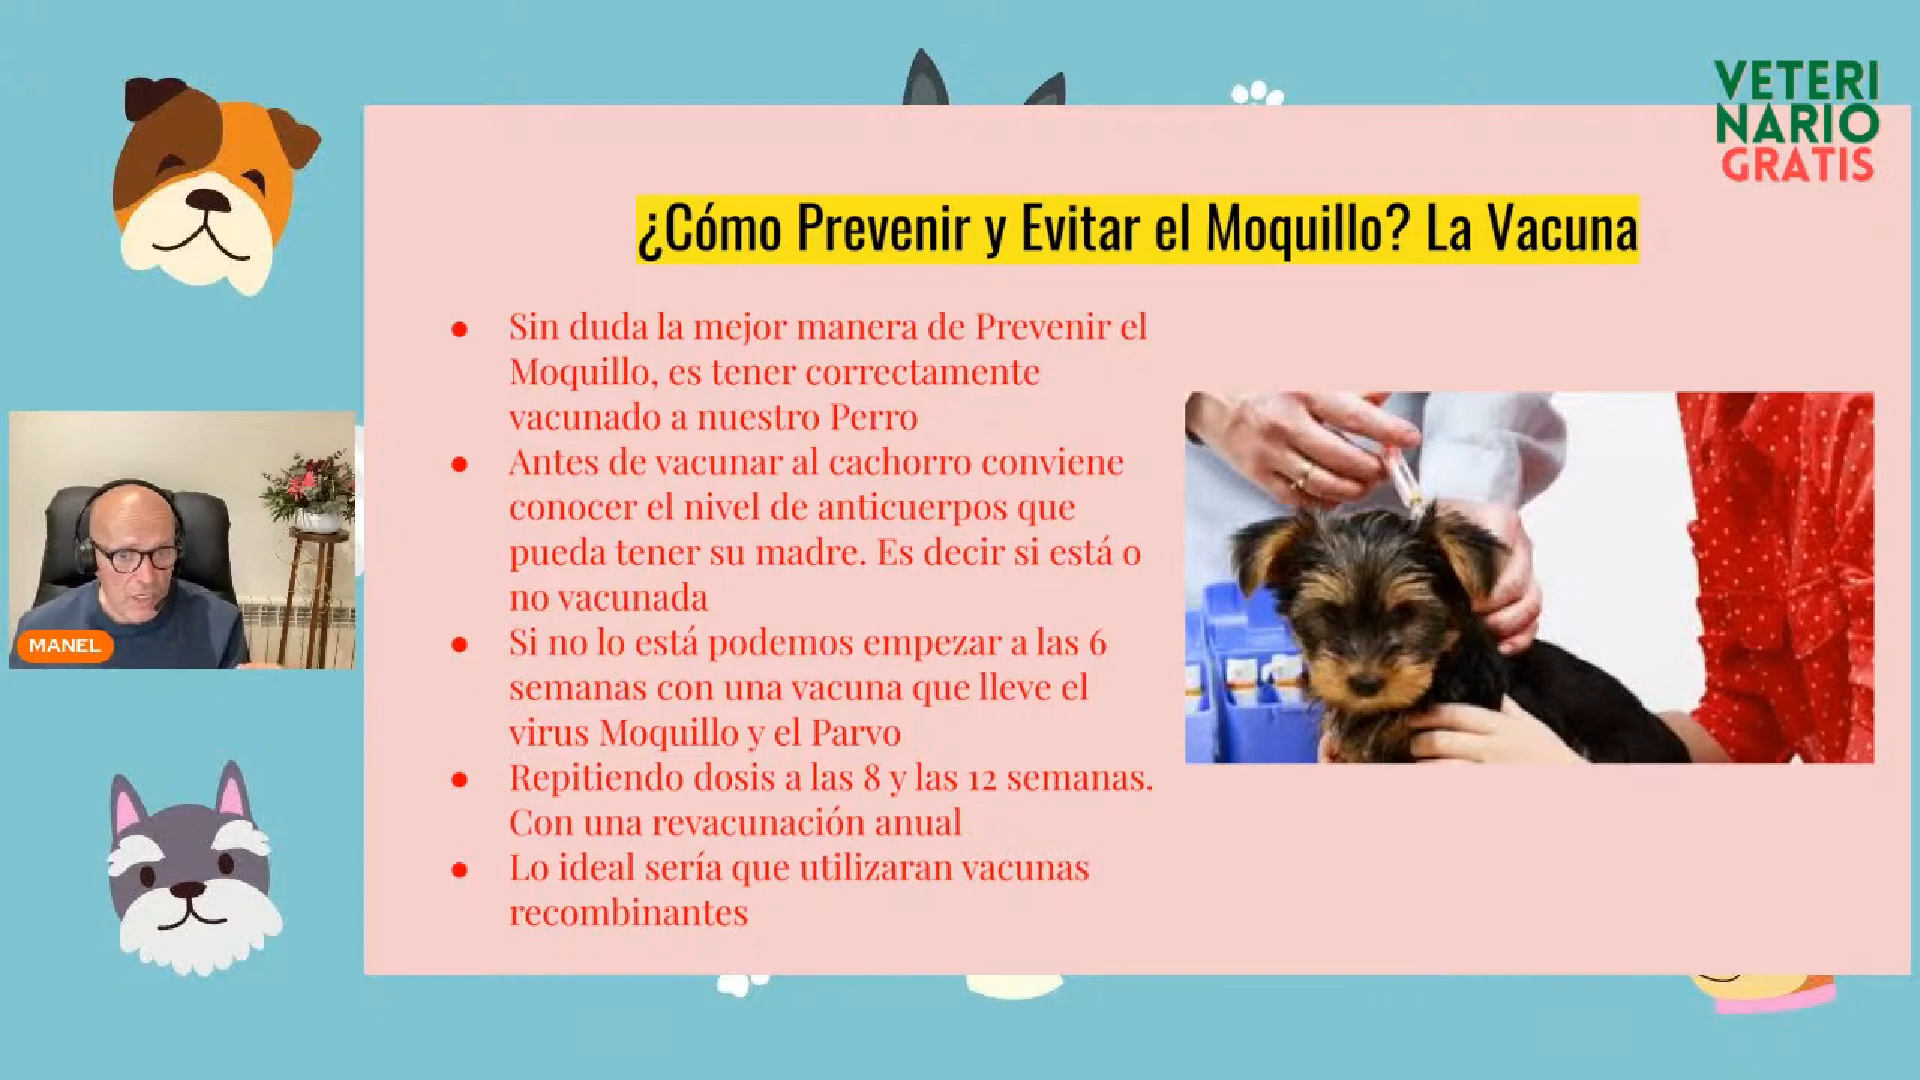 VETERI
NARIO
GRATIS
¿Cómo Prevenir y Evitar el Moquillo? La Vacuna
● Sin duda la mejor manera de Prevenir el
Moquillo, es tener correctamente
vacunado a nuestro Perro
● Antes de vacunar al cachorro conviene
conocer el nivel de anticuerpos que
pueda tener su madre. Es decir si está o
no vacunada
● Si no lo está podemos empezar a las 6
semanas con una vacuna que lleve el
virus Moquillo y el Parvo
● Repitiendo dosis a las 8 y las 12 semanas.
Con una revacunación anual
● Lo ideal sería que utilizaran vacunas
recombinantes
MANEL